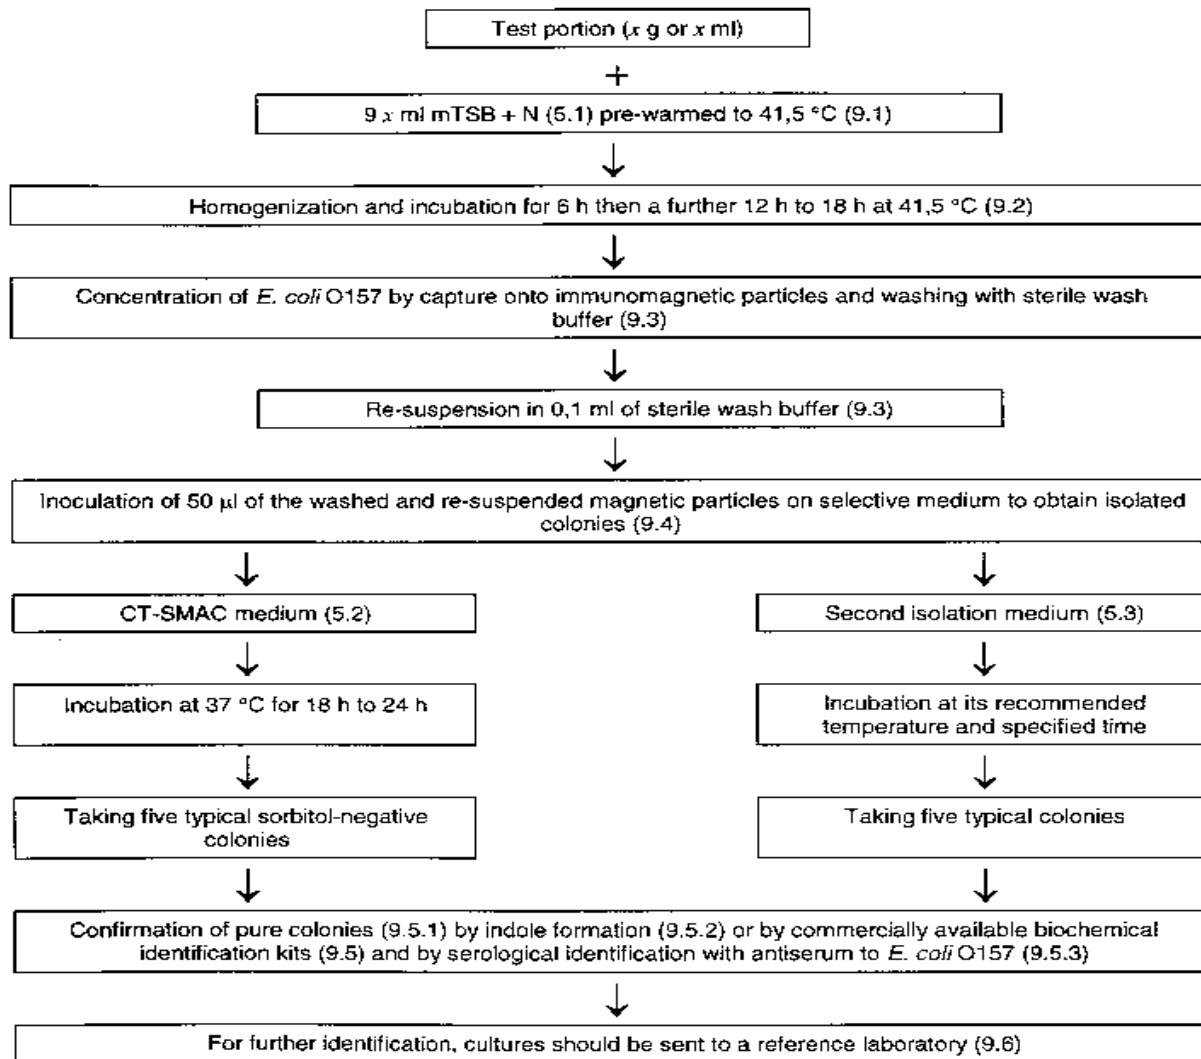 Test portion (x g or x ml)
+
9 x ml mTSB + N (5.1) pre-warmed to 41,5 °C (9.1)
Homogenization and incubation for 6 h then a further 12 h to 18 h at 41,5 °C (9.2)
Concentration of E. coli O157 by capture onto immunomagnetic particles and washing with sterile wash
buffer (9.3)
Re-suspension in 0,1 ml of sterile wash buffer (9.3)
Inoculation of 50 µl of the washed and re-suspended magnetic particles on selective medium to obtain isolated
colonies (9.4)
CT-SMAC medium (5.2)
Second isolation medium (5.3)
Incubation at 37 °C for 18 h to 24 h
Incubation at its recommended
temperature and specified time
Taking five typical sorbitol-negative
colonies
Taking five typical colonies
Confirmation of pure colonies (9.5.1) by indole formation (9.5.2) or by commercially available biochemical
identification kits (9.5) and by serological identification with antiserum to E. coli O157 (9.5.3)
For further identification, cultures should be sent to a reference laboratory (9.6)